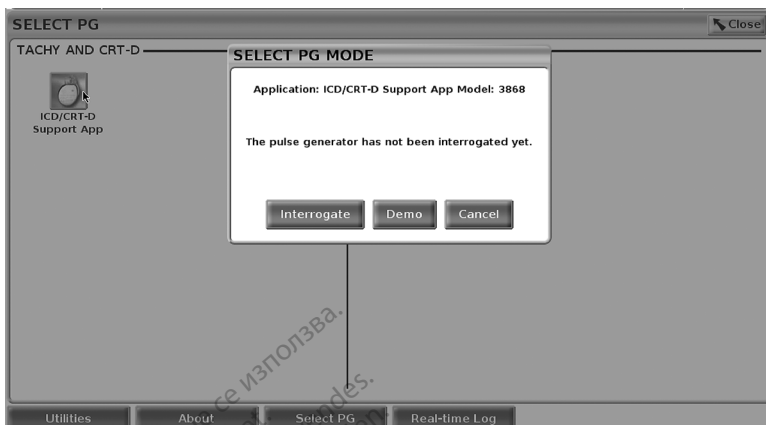 SELECT PG
Close
TACHY AND CRT-D
ICD/CRT-D
Support App
SELECT PG MODE
Application: ICD/CRT-D Support App Model: 3868
The pulse generator has not been interrogated yet.
Interrogate
Demo
Cancel
се използва.
Utilities
About
Select PG
Real-time Log